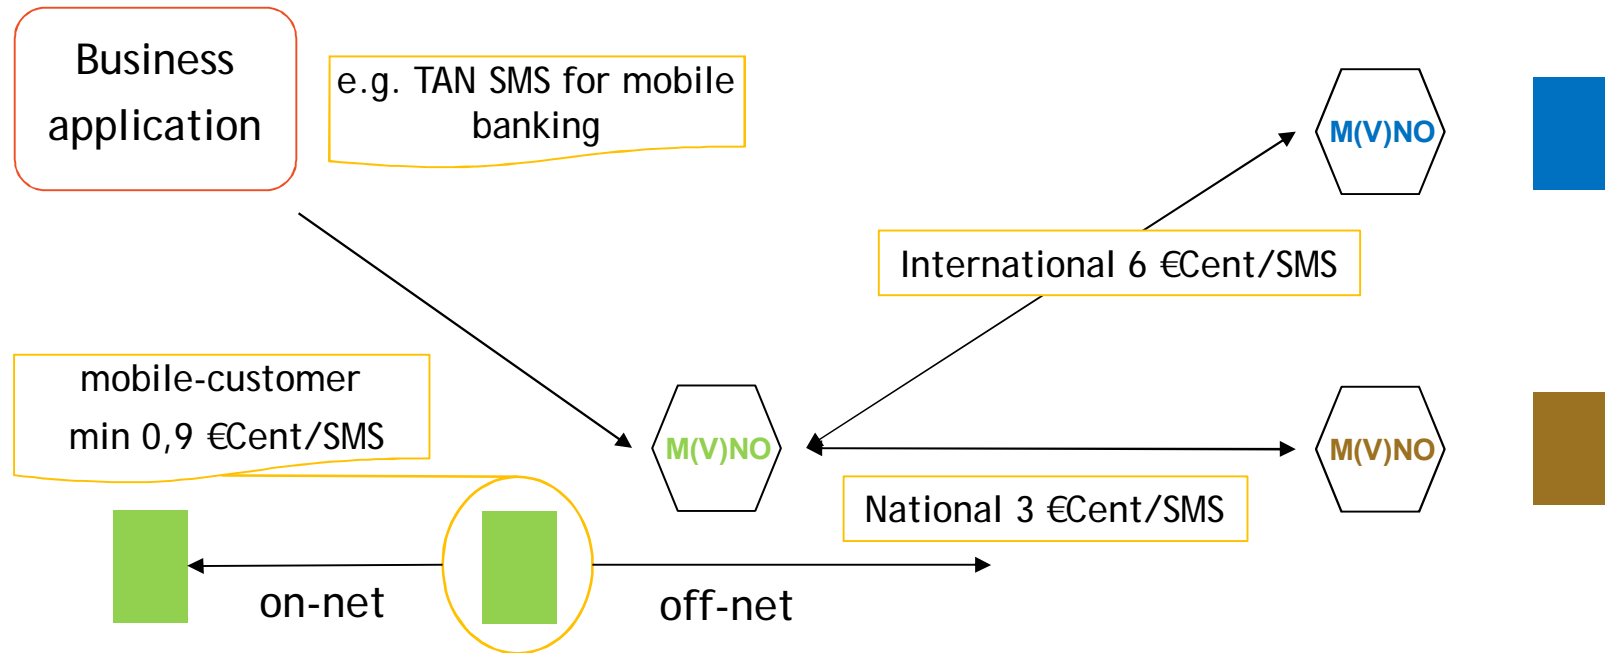 Business
application
e.g. TAN SMS for mobile
banking
M(V)NO
International 6 €Cent/SMS
mobile-customer
min 0,9 €Cent/SMS
M(V)NO
M(V)NO
National 3 €Cent/SMS
on-net
off-net